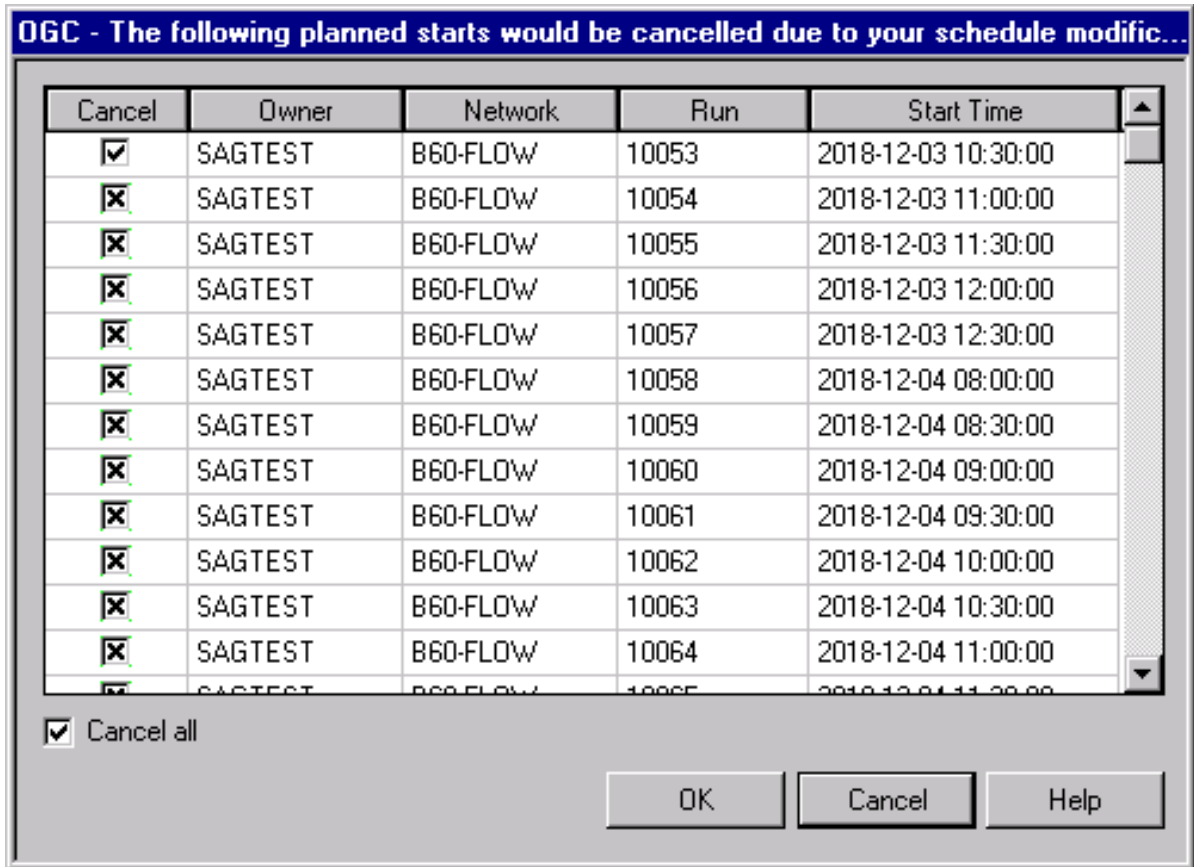 OGC - The following planned starts would be cancelled due to your schedule modific...
Cancel Owner Network Run Start Time
SAGTEST B60-FLOW 10053 2018-12-03 10:30:00
SAGTEST B60-FLOW 10054 2018-12-03 11:00:00
SAGTEST B60-FLOW 10055 2018-12-03 11:30:00
SAGTEST B60-FLOW 10056 2018-12-03 12:00:00
SAGTEST B60-FLOW 10057 2018-12-03 12:30:00
SAGTEST B60-FLOW 10058 2018-12-04 08:00:00
SAGTEST B60-FLOW 10059 2018-12-04 08:30:00
SAGTEST B60-FLOW 10060 2018-12-04 09:00:00
SAGTEST B60-FLOW 10061 2018-12-04 09:30:00
SAGTEST B60-FLOW 10062 2018-12-04 10:00:00
SAGTEST B60-FLOW 10063 2018-12-04 10:30:00
SAGTEST B60-FLOW 10064 2018-12-04 11:00:00
Cancel all
OK Cancel Help